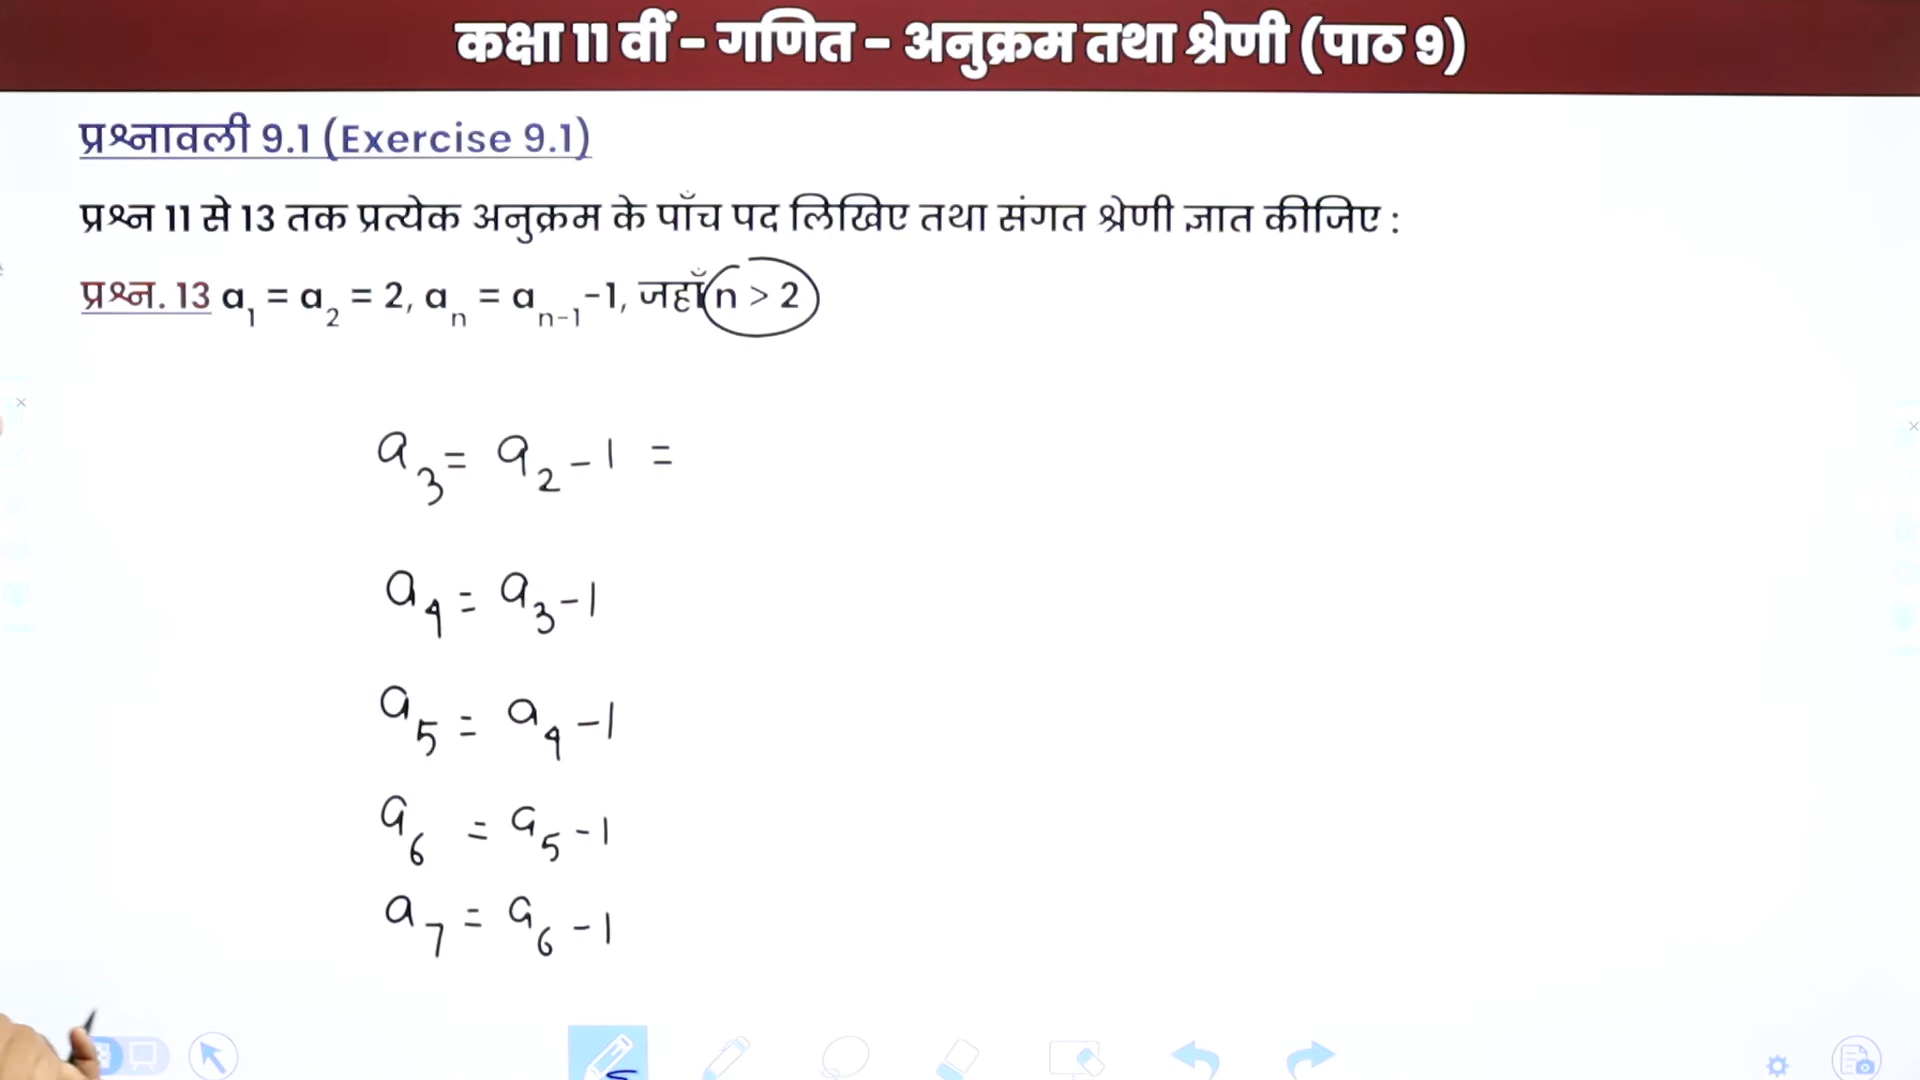 कक्षा 11 वीं – गणित – अनुक्रम तथा श्रेणी (पाठ 9)
प्रश्नावली 9.1 (Exercise 9.1)
प्रश्न 11 से 13 तक प्रत्येक अनुक्रम के पाँच पद लिखिए तथा संगत श्रेणी ज्ञात कीजिए :
प्रश्न. 13 a₁ = a₂ = 2, aₙ = aₙ₋₁ -1, जहाँ n > 2
a₃ = a₂ - 1 =
a₄ = a₃ - 1
a₅ = a₄ - 1
a₆ = a₅ - 1
a₇ = a₆ - 1